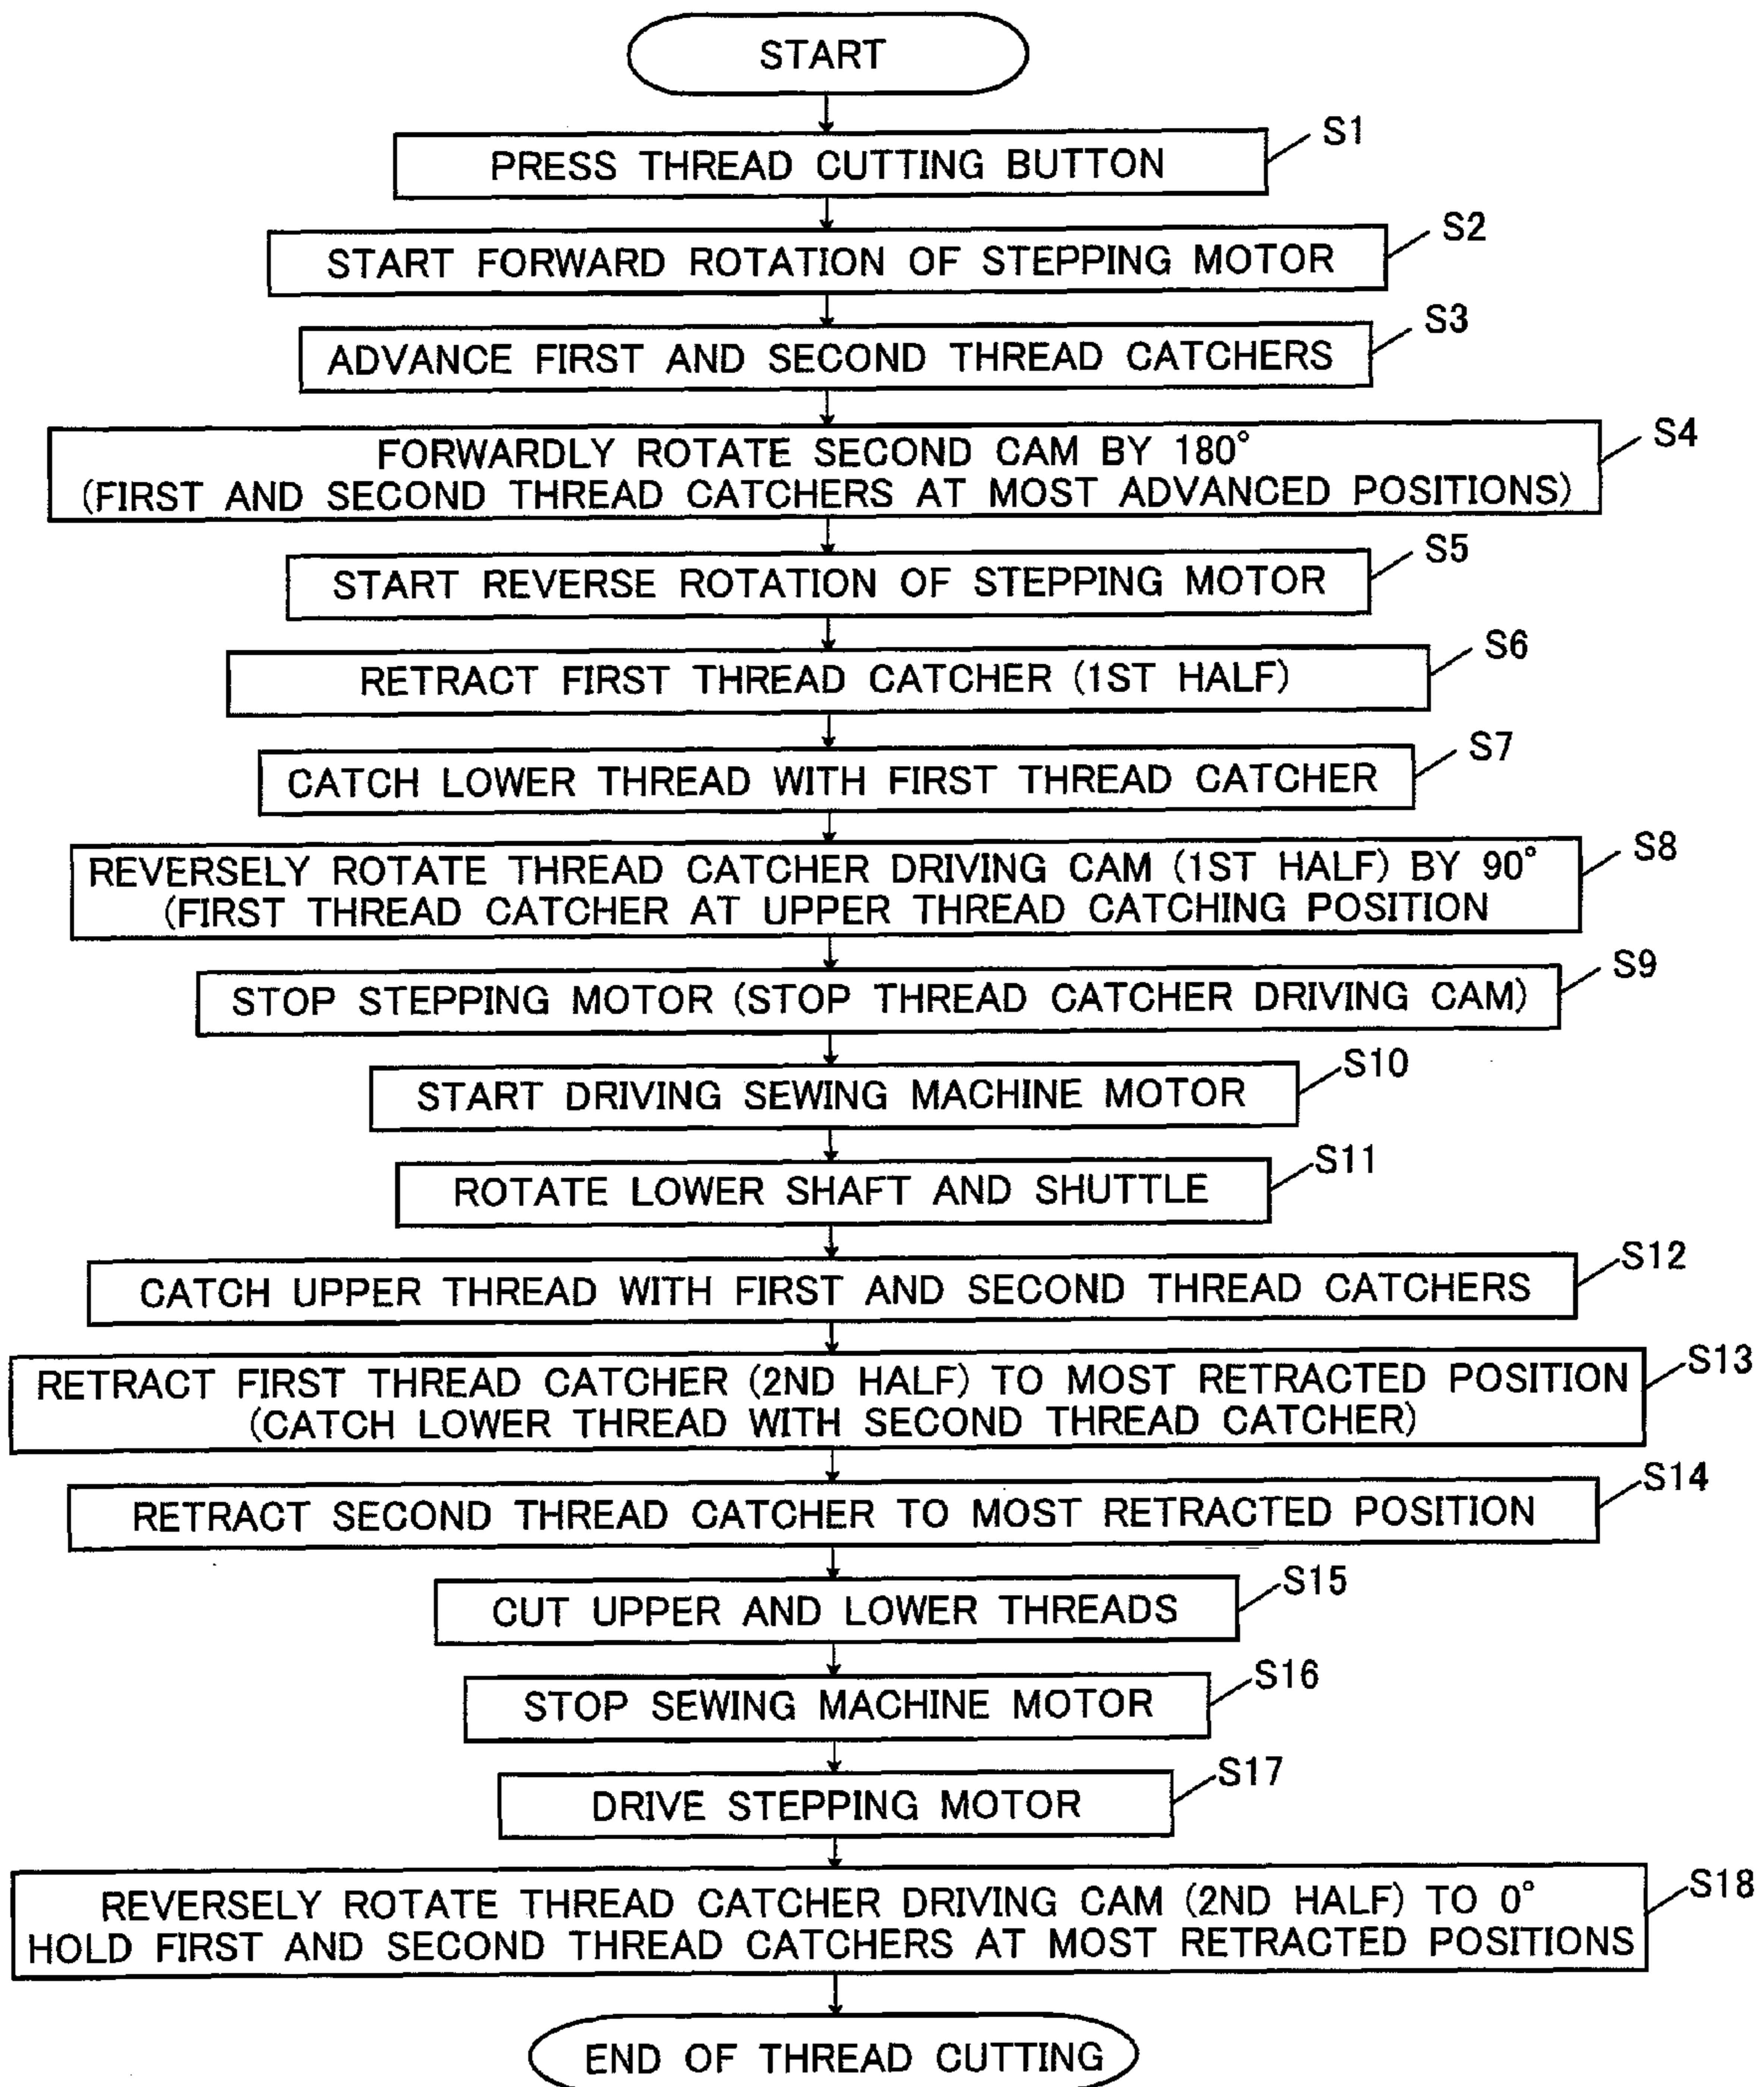 START
S1
PRESS THREAD CUTTING BUTTON
S2
START FORWARD ROTATION OF STEPPING MOTOR
S3
ADVANCE FIRST AND SECOND THREAD CATCHERS
S4
FORWARDLY ROTATE SECOND CAM BY 180°
(FIRST AND SECOND THREAD CATCHERS AT MOST ADVANCED POSITIONS)
S5
START REVERSE ROTATION OF STEPPING MOTOR
S6
RETRACT FIRST THREAD CATCHER (1ST HALF)
S7
CATCH LOWER THREAD WITH FIRST THREAD CATCHER
S8
REVERSELY ROTATE THREAD CATCHER DRIVING CAM (1ST HALF) BY 90°
(FIRST THREAD CATCHER AT UPPER THREAD CATCHING POSITION
S9
STOP STEPPING MOTOR (STOP THREAD CATCHER DRIVING CAM)
S10
START DRIVING SEWING MACHINE MOTOR
S11
ROTATE LOWER SHAFT AND SHUTTLE
S12
CATCH UPPER THREAD WITH FIRST AND SECOND THREAD CATCHERS
S13
RETRACT FIRST THREAD CATCHER (2ND HALF) TO MOST RETRACTED POSITION
(CATCH LOWER THREAD WITH SECOND THREAD CATCHER)
S14
RETRACT SECOND THREAD CATCHER TO MOST RETRACTED POSITION
S15
CUT UPPER AND LOWER THREADS
S16
STOP SEWING MACHINE MOTOR
S17
DRIVE STEPPING MOTOR
S18
REVERSELY ROTATE THREAD CATCHER DRIVING CAM (2ND HALF) TO 0°
HOLD FIRST AND SECOND THREAD CATCHERS AT MOST RETRACTED POSITIONS
END OF THREAD CUTTING